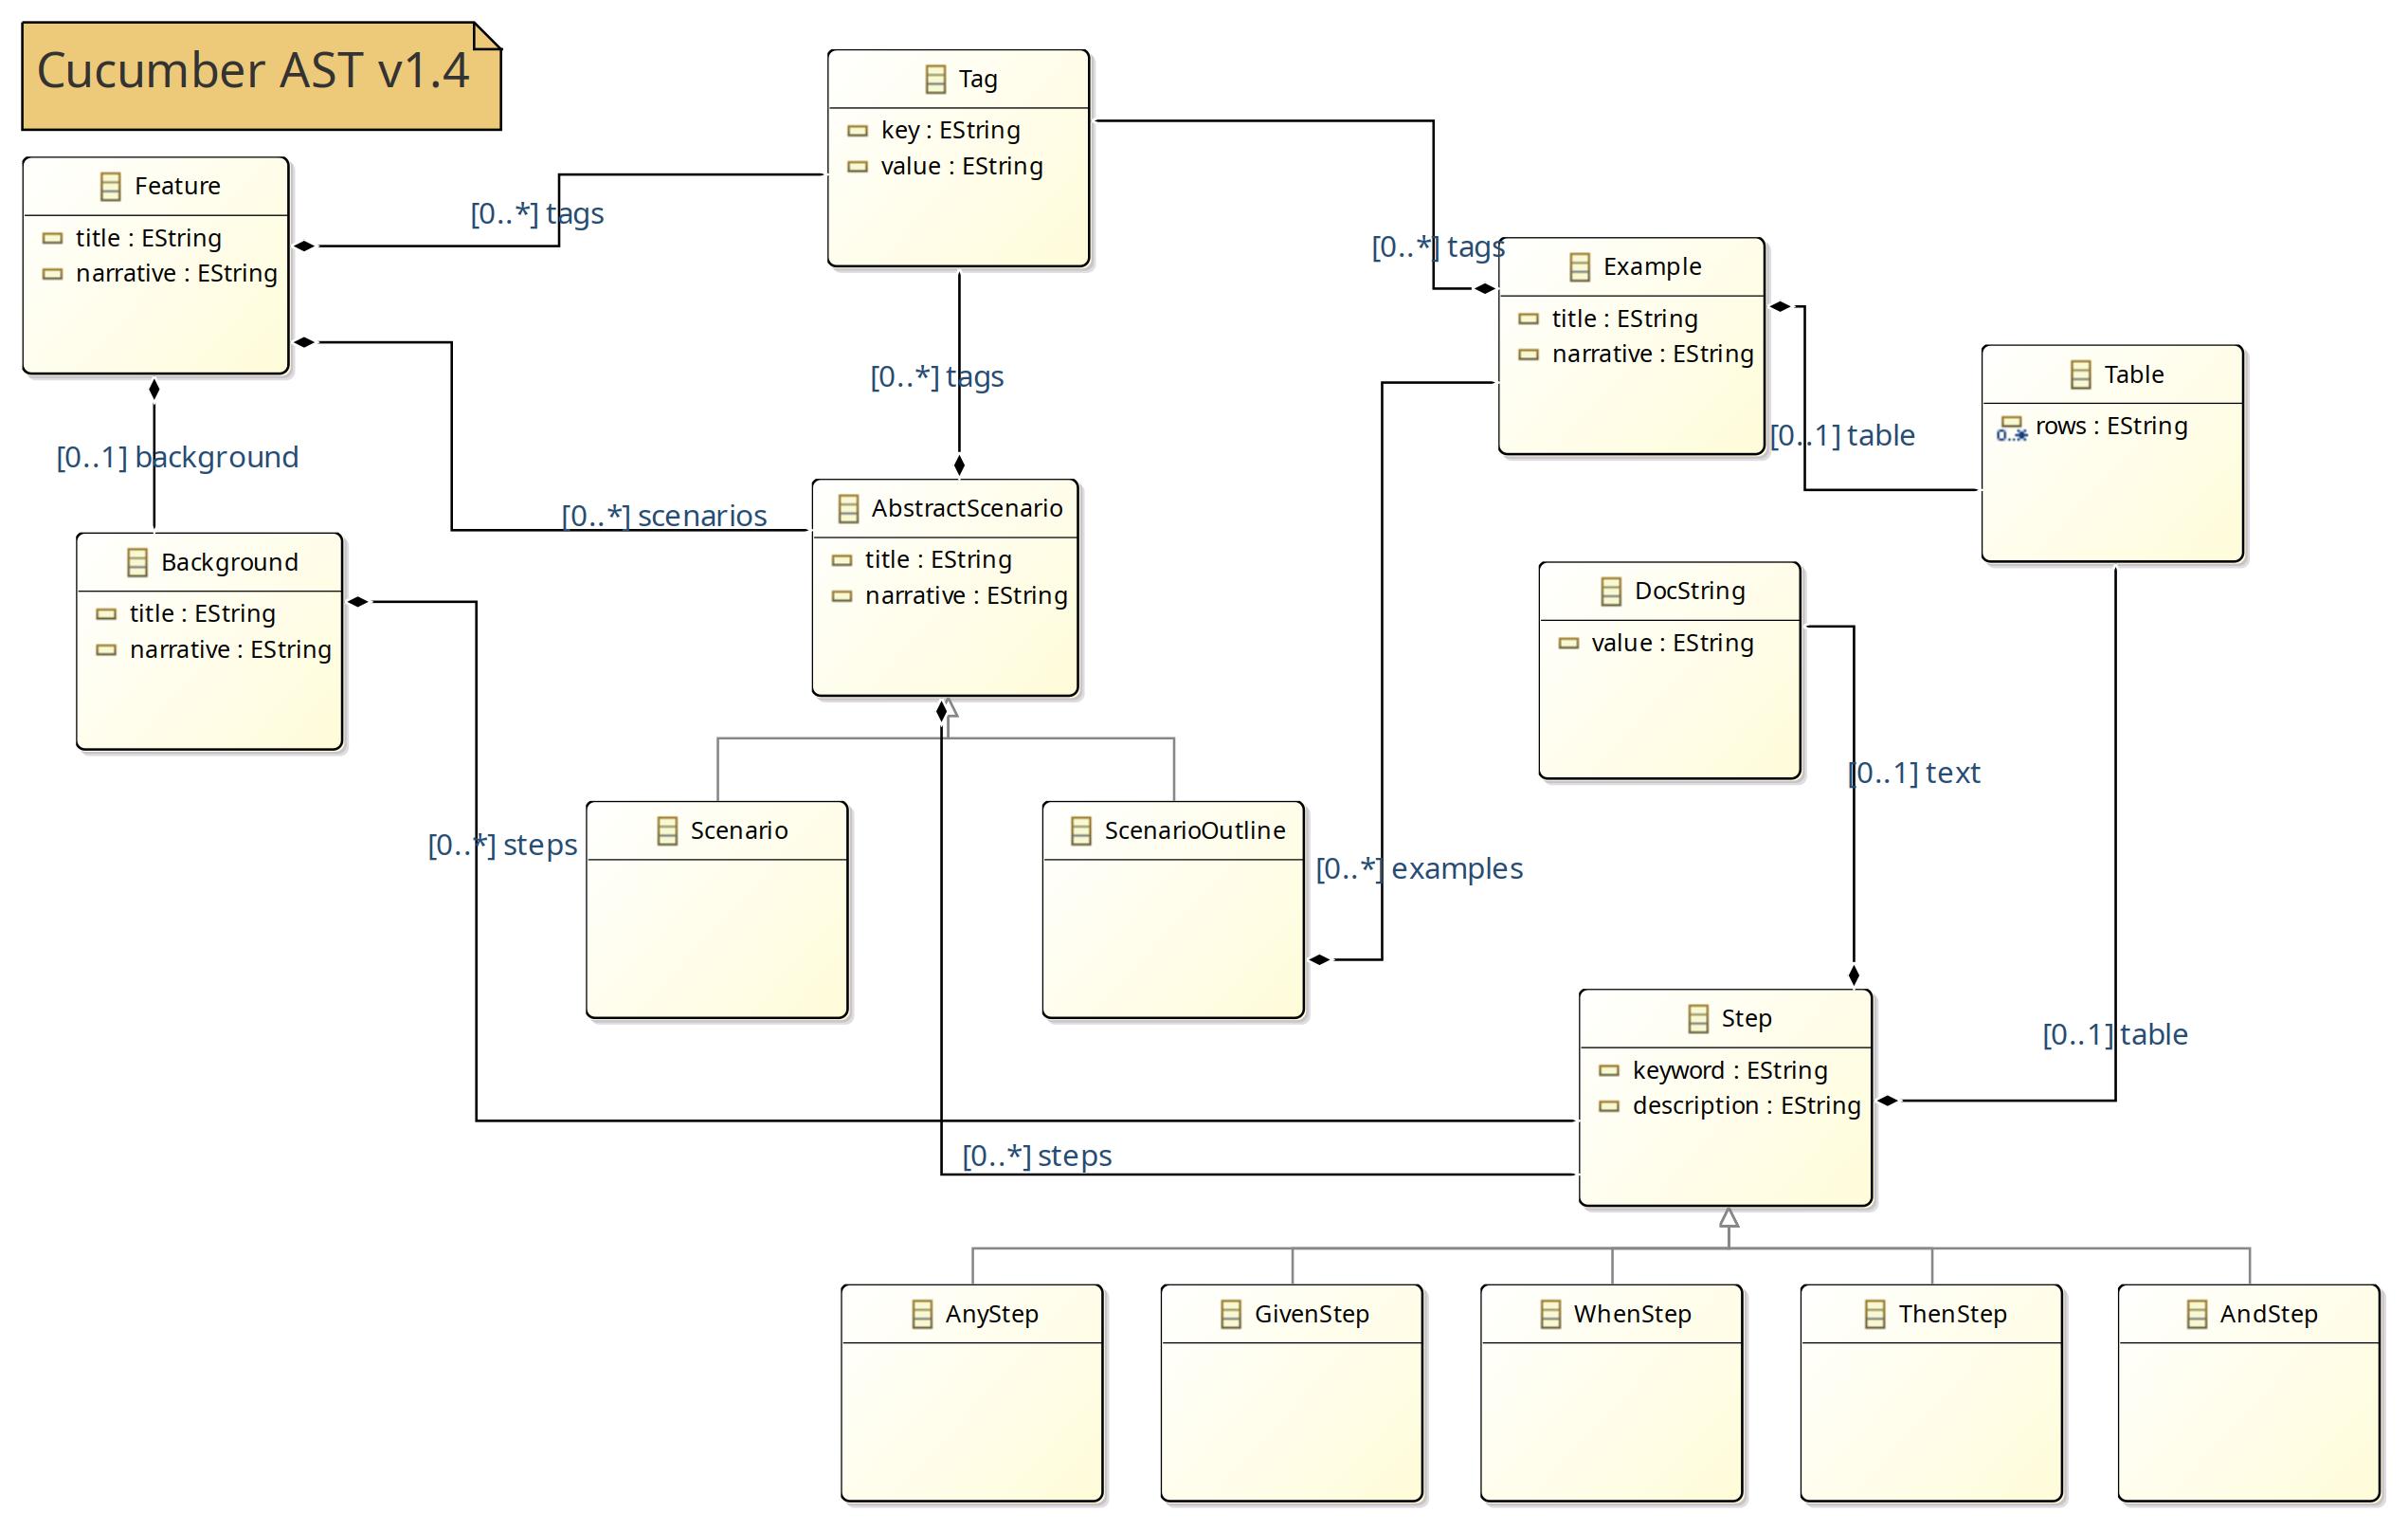 Cucumber AST v1.4
Tag
key : EString
value : EString
Feature
title : EString
narrative : EString
[0..*] tags
[0..*] tags
Example
title : EString
narrative : EString
[0..*] tags
Table
0..*
rows : EString
[0..1] table
[0..1] background
[0..*] scenarios
AbstractScenario
title : EString
narrative : EString
Background
title : EString
narrative : EString
DocString
value : EString
[0..1] text
Scenario
ScenarioOutline
[0..*] steps
[0..*] examples
Step
keyword : EString
description : EString
[0..1] table
[0..*] steps
AnyStep
GivenStep
WhenStep
ThenStep
AndStep